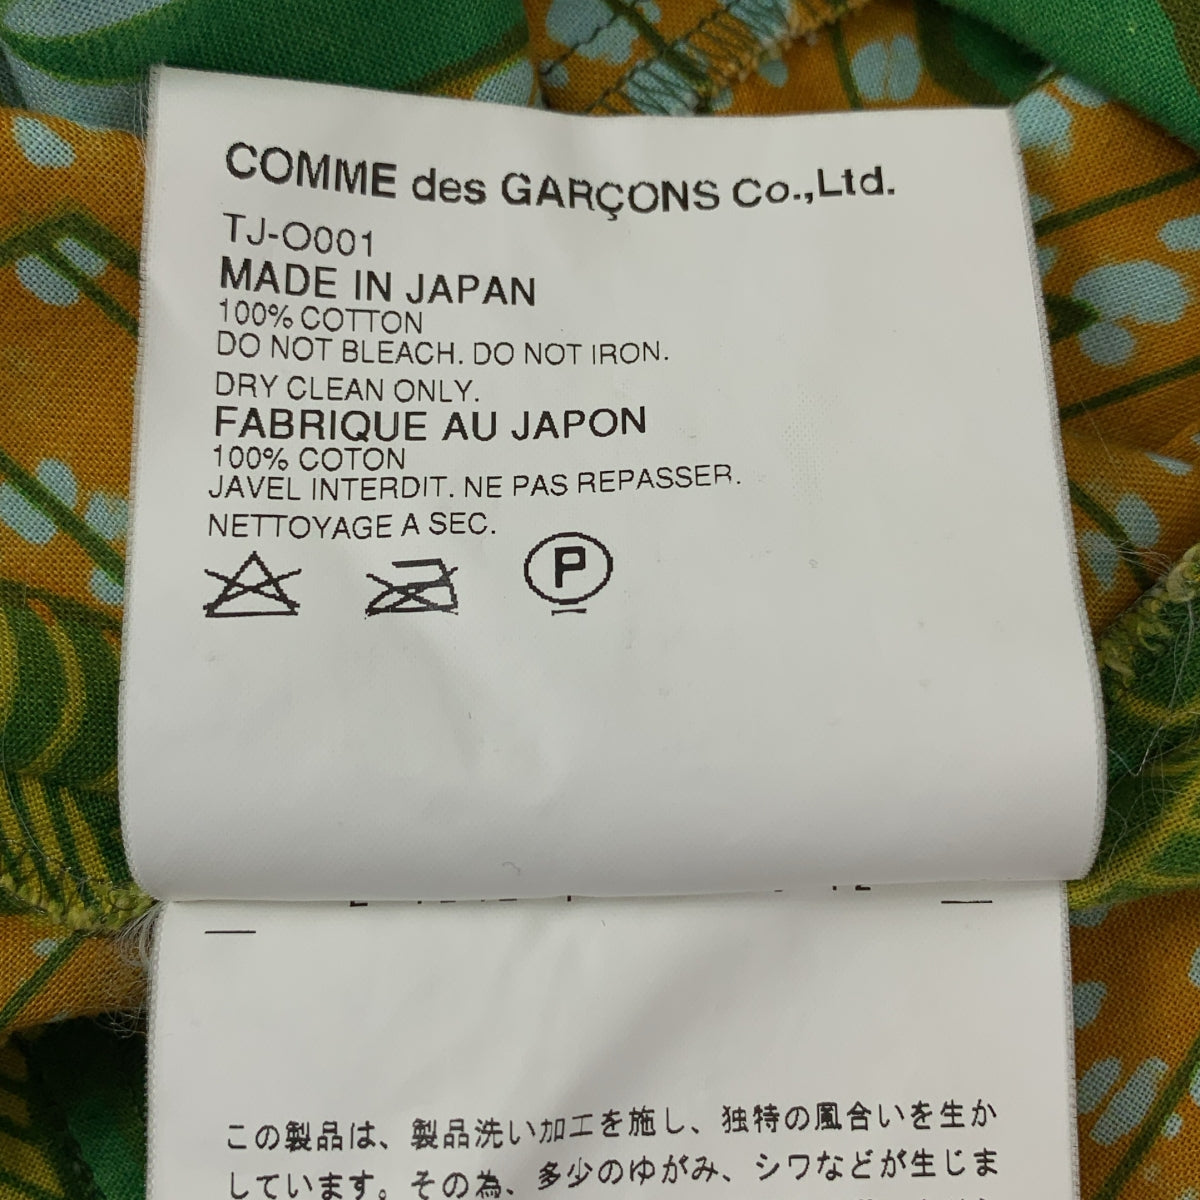 COMME des GARÇONS Co.,Ltd.
TJ-O001
MADE IN JAPAN
100% COTTON
DO NOT BLEACH. DO NOT IRON.
DRY CLEAN ONLY.
FABRIQUE AU JAPON
100% COTON
JAVEL INTERDIT. NE PAS REPASSER.
NETTOYAGE A SEC.
P
この製品は、製品洗い加工を施し、独特の風合いを生か
しています。その為、多少のゆがみ、シワなどが生じま